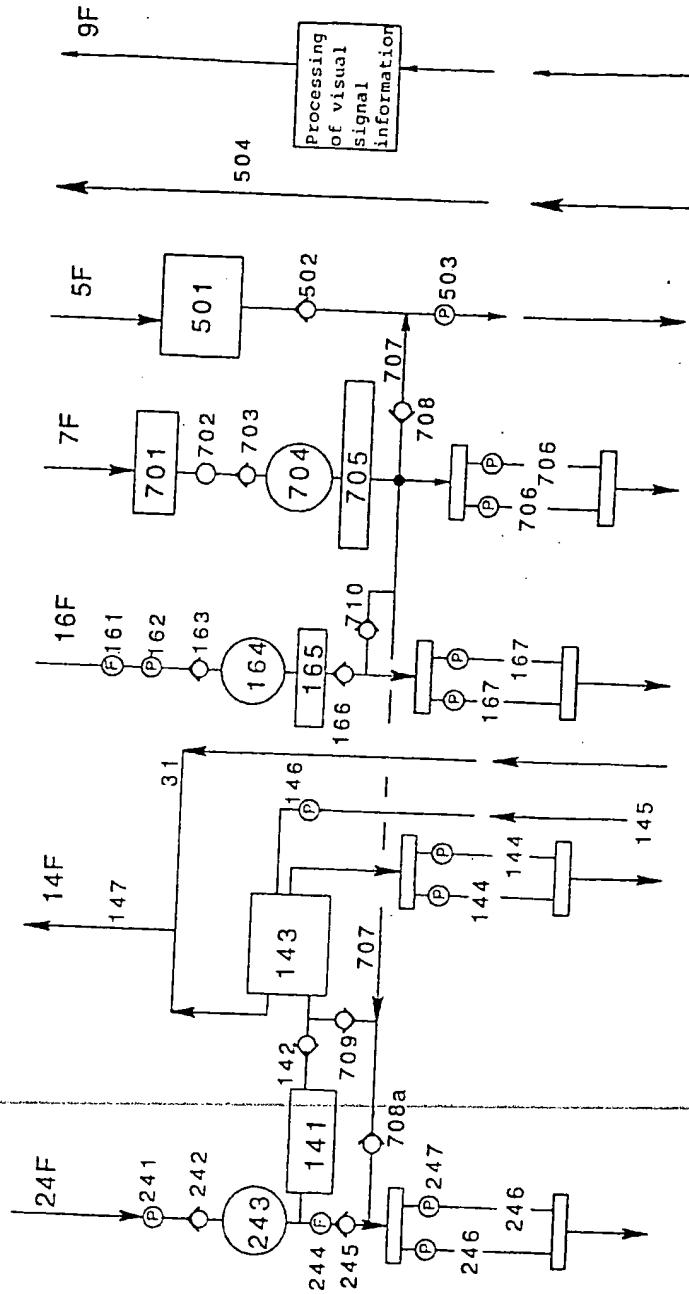 24F
241
242
243
244
245
246
246
247
P
F
P
P
14F
147
31
141
142
143
144
144
145
146
P
P
P
707
708a
709
16F
161
162
163
164
165
166
167
167
F
P
P
P
710
7F
701
702
703
704
705
706
706
P
P
707
708
5F
501
502
503
P
504
9F
Processing
of visual
signal
information